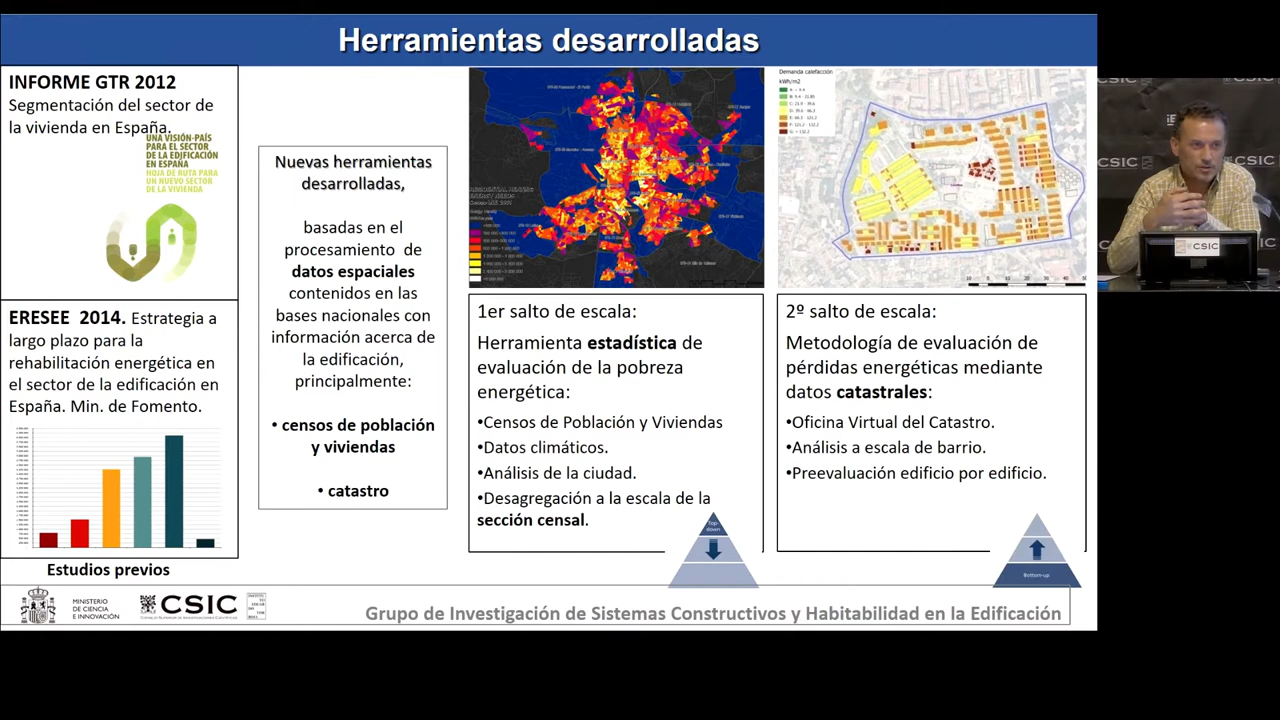 Herramientas desarrolladas
INFORME GTR 2012
Segmentación del sector de
la vivienda en España.
UNA VISIÓN-PAÍS
PARA EL SECTOR
DE LA EDIFICACIÓN
EN ESPAÑA
HOJA DE RUTA PARA
UN NUEVO SECTOR
DE LA VIVIENDA
ERESEE 2014. Estrategia a
largo plazo para la
rehabilitación energética en
el sector de la edificación en
España. Min. de Fomento.
Estudios previos
Nuevas herramientas
desarrolladas,
basadas en el
procesamiento de
datos espaciales
contenidos en las
bases nacionales con
información acerca de
la edificación,
principalmente:
• censos de población
y viviendas
• catastro
1er salto de escala:
Herramienta estadística de
evaluación de la pobreza
energética:
•Censos de Población y Viviendas
•Datos climáticos.
•Análisis de la ciudad.
•Desagregación a la escala de la
sección censal.
Top-
down
Demanda calefacción
kWh/m2
2º salto de escala:
Metodología de evaluación de
pérdidas energéticas mediante
datos catastrales:
•Oficina Virtual del Catastro.
•Análisis a escala de barrio.
•Preevaluación edificio por edificio.
Bottom-up
MINISTERIO
DE CIENCIA
E INNOVACIÓN
CSIC
Grupo de Investigación de Sistemas Constructivos y Habitabilidad en la Edificación
CSIC
CSIC
CSIC